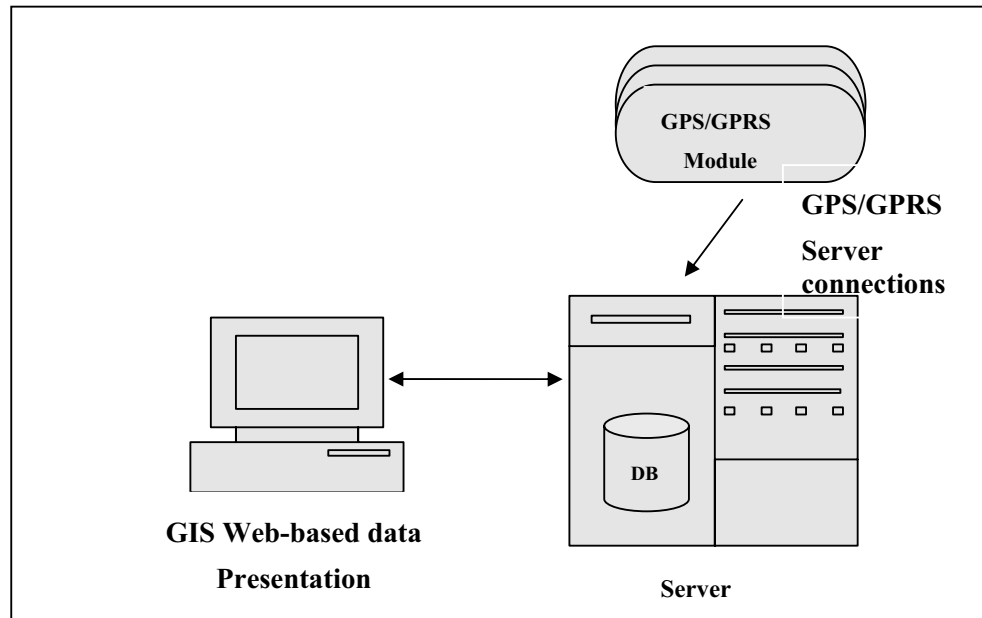 GPS/GPRS
Module
GPS/GPRS
Server
connections
DB
GIS Web-based data
Presentation
Server